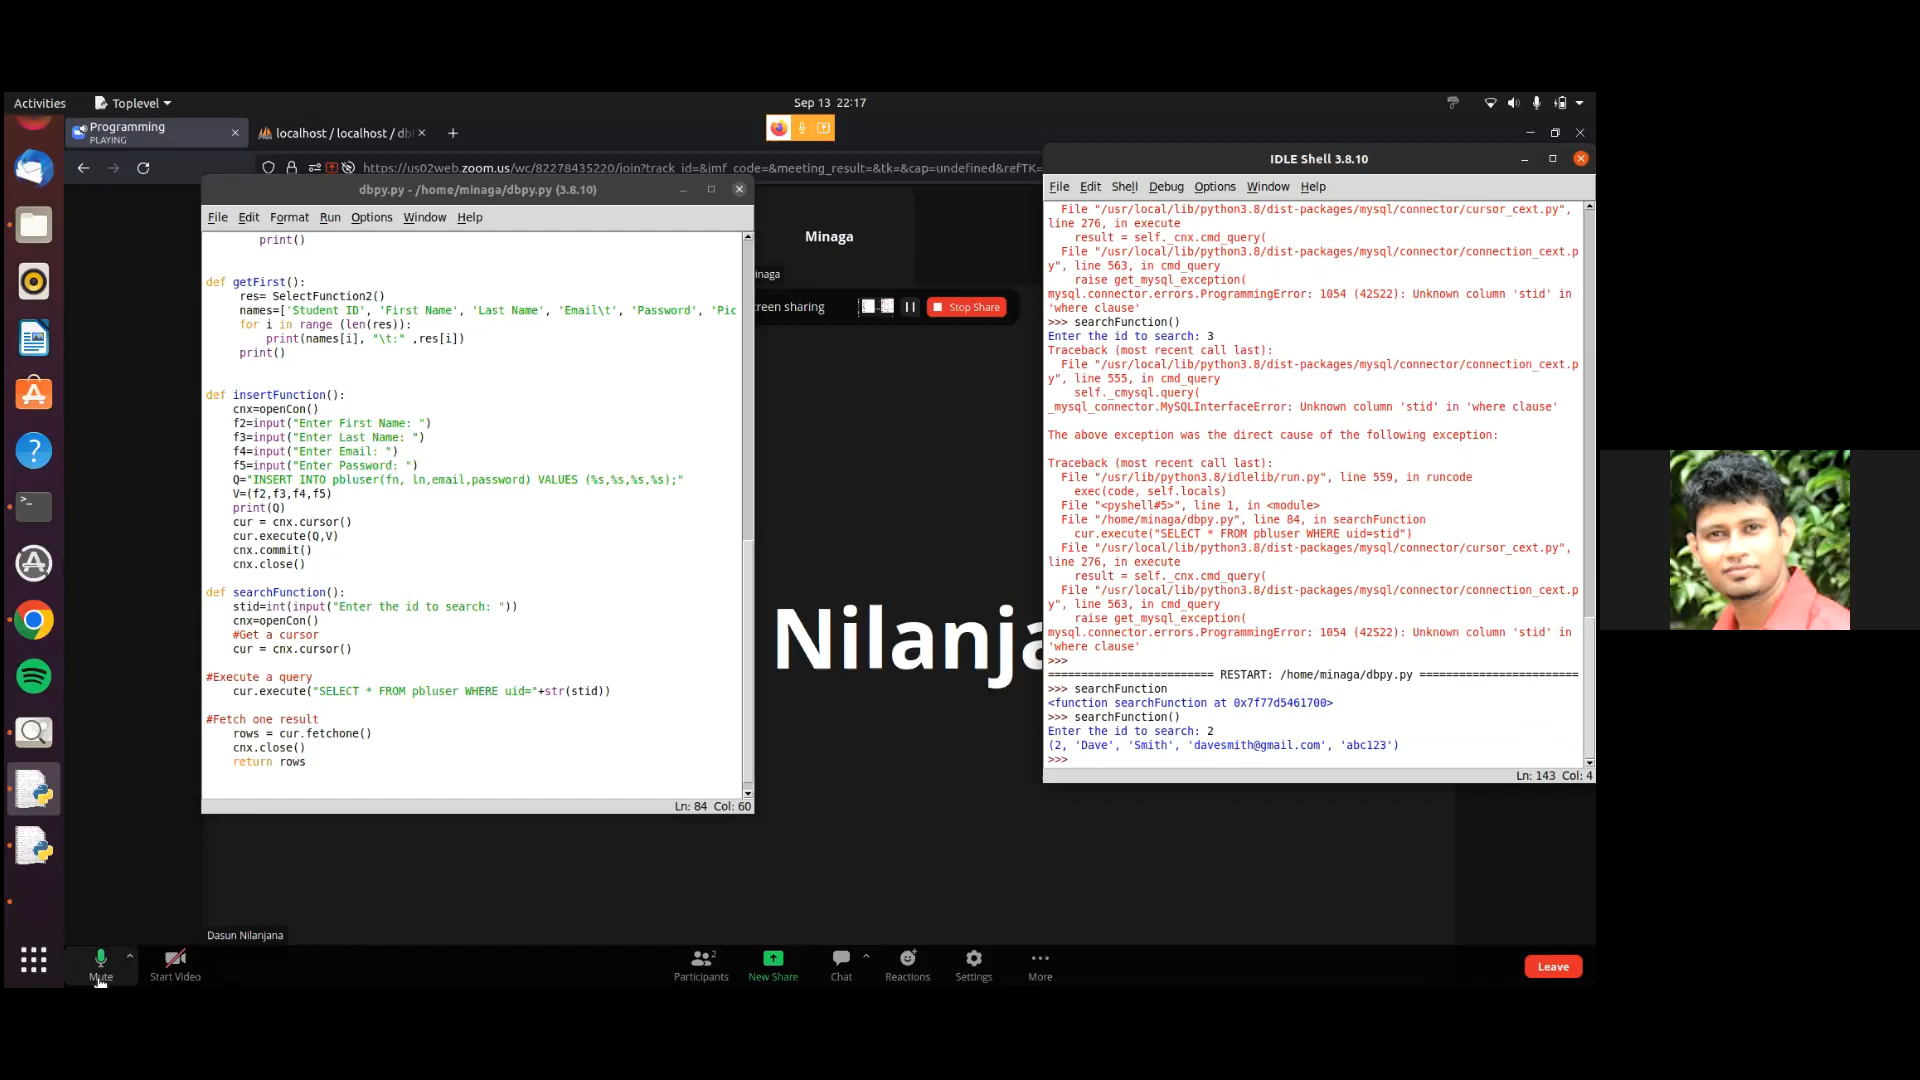 Activities
Toplevel
Sep 13 22:17
Programming
PLAYING
localhost / localhost / db
https://us02web.zoom.us/wc/82278435220/join?track_id=&jmf_code=&meeting_result=&tk=&cap=undefined&refTK=
dbpy.py - /home/minaga/dbpy.py (3.8.10)
File Edit Format Run Options Window Help
print()
def getFirst():
res= SelectFunction2()
names=['Student ID', 'First Name', 'Last Name', 'Email\t', 'Password', 'Pic
for i in range (len(res)):
print(names[i], "\t:" ,res[i])
print()
def insertFunction():
cnx=openCon()
f2=input("Enter First Name: ")
f3=input("Enter Last Name: ")
f4=input("Enter Email: ")
f5=input("Enter Password: ")
Q="INSERT INTO pbluser(fn, ln,email,password) VALUES (%s,%s,%s,%s);"
V=(f2,f3,f4,f5)
print(Q)
cur = cnx.cursor()
cur.execute(Q,V)
cnx.commit()
cnx.close()
def searchFunction():
stid=int(input("Enter the id to search: "))
cnx=openCon()
#Get a cursor
cur = cnx.cursor()
#Execute a query
cur.execute("SELECT * FROM pbluser WHERE uid="+str(stid))
#Fetch one result
rows = cur.fetchone()
cnx.close()
return rows
Ln: 84 Col: 60
Minaga
inaga
creen sharing
Stop Share
Nilanja
IDLE Shell 3.8.10
File Edit Shell Debug Options Window Help
File "/usr/local/lib/python3.8/dist-packages/mysql/connector/cursor_cext.py",
line 276, in execute
result = self._cnx.cmd_query(
File "/usr/local/lib/python3.8/dist-packages/mysql/connector/connection_cext.p
y", line 563, in cmd_query
raise get_mysql_exception(
mysql.connector.errors.ProgrammingError: 1054 (42S22): Unknown column 'stid' in
'where clause'
>>> searchFunction()
Enter the id to search: 3
Traceback (most recent call last):
File "/usr/local/lib/python3.8/dist-packages/mysql/connector/connection_cext.p
y", line 555, in cmd_query
self._cmysql.query(
_mysql_connector.MySQLInterfaceError: Unknown column 'stid' in 'where clause'
The above exception was the direct cause of the following exception:
Traceback (most recent call last):
File "/usr/lib/python3.8/idlelib/run.py", line 559, in runcode
exec(code, self.locals)
File "<pyshell#5>", line 1, in <module>
File "/home/minaga/dbpy.py", line 84, in searchFunction
cur.execute("SELECT * FROM pbluser WHERE uid=stid")
File "/usr/local/lib/python3.8/dist-packages/mysql/connector/cursor_cext.py",
line 276, in execute
result = self._cnx.cmd_query(
File "/usr/local/lib/python3.8/dist-packages/mysql/connector/connection_cext.p
y", line 563, in cmd_query
raise get_mysql_exception(
mysql.connector.errors.ProgrammingError: 1054 (42S22): Unknown column 'stid' in
'where clause'
>>>
========================= RESTART: /home/minaga/dbpy.py ========================
>>> searchFunction
<function searchFunction at 0x7f77d5461700>
>>> searchFunction()
Enter the id to search: 2
(2, 'Dave', 'Smith', 'davesmith@gmail.com', 'abc123')
>>>
Ln: 143 Col: 4
Dasun Nilanjana
Mute
Start Video
Participants 2
New Share
Chat
Reactions
Settings
More
Leave